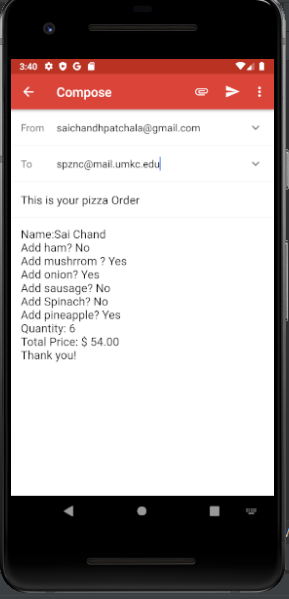 3:40
Compose
From saichandhpatchala@gmail.com
To spznc@mail.umkc.edu
This is your pizza Order
Name:Sai Chand
Add ham? No
Add mushrrom ? Yes
Add onion? Yes
Add sausage? No
Add Spinach? No
Add pineapple? Yes
Quantity: 6
Total Price: $ 54.00
Thank you!